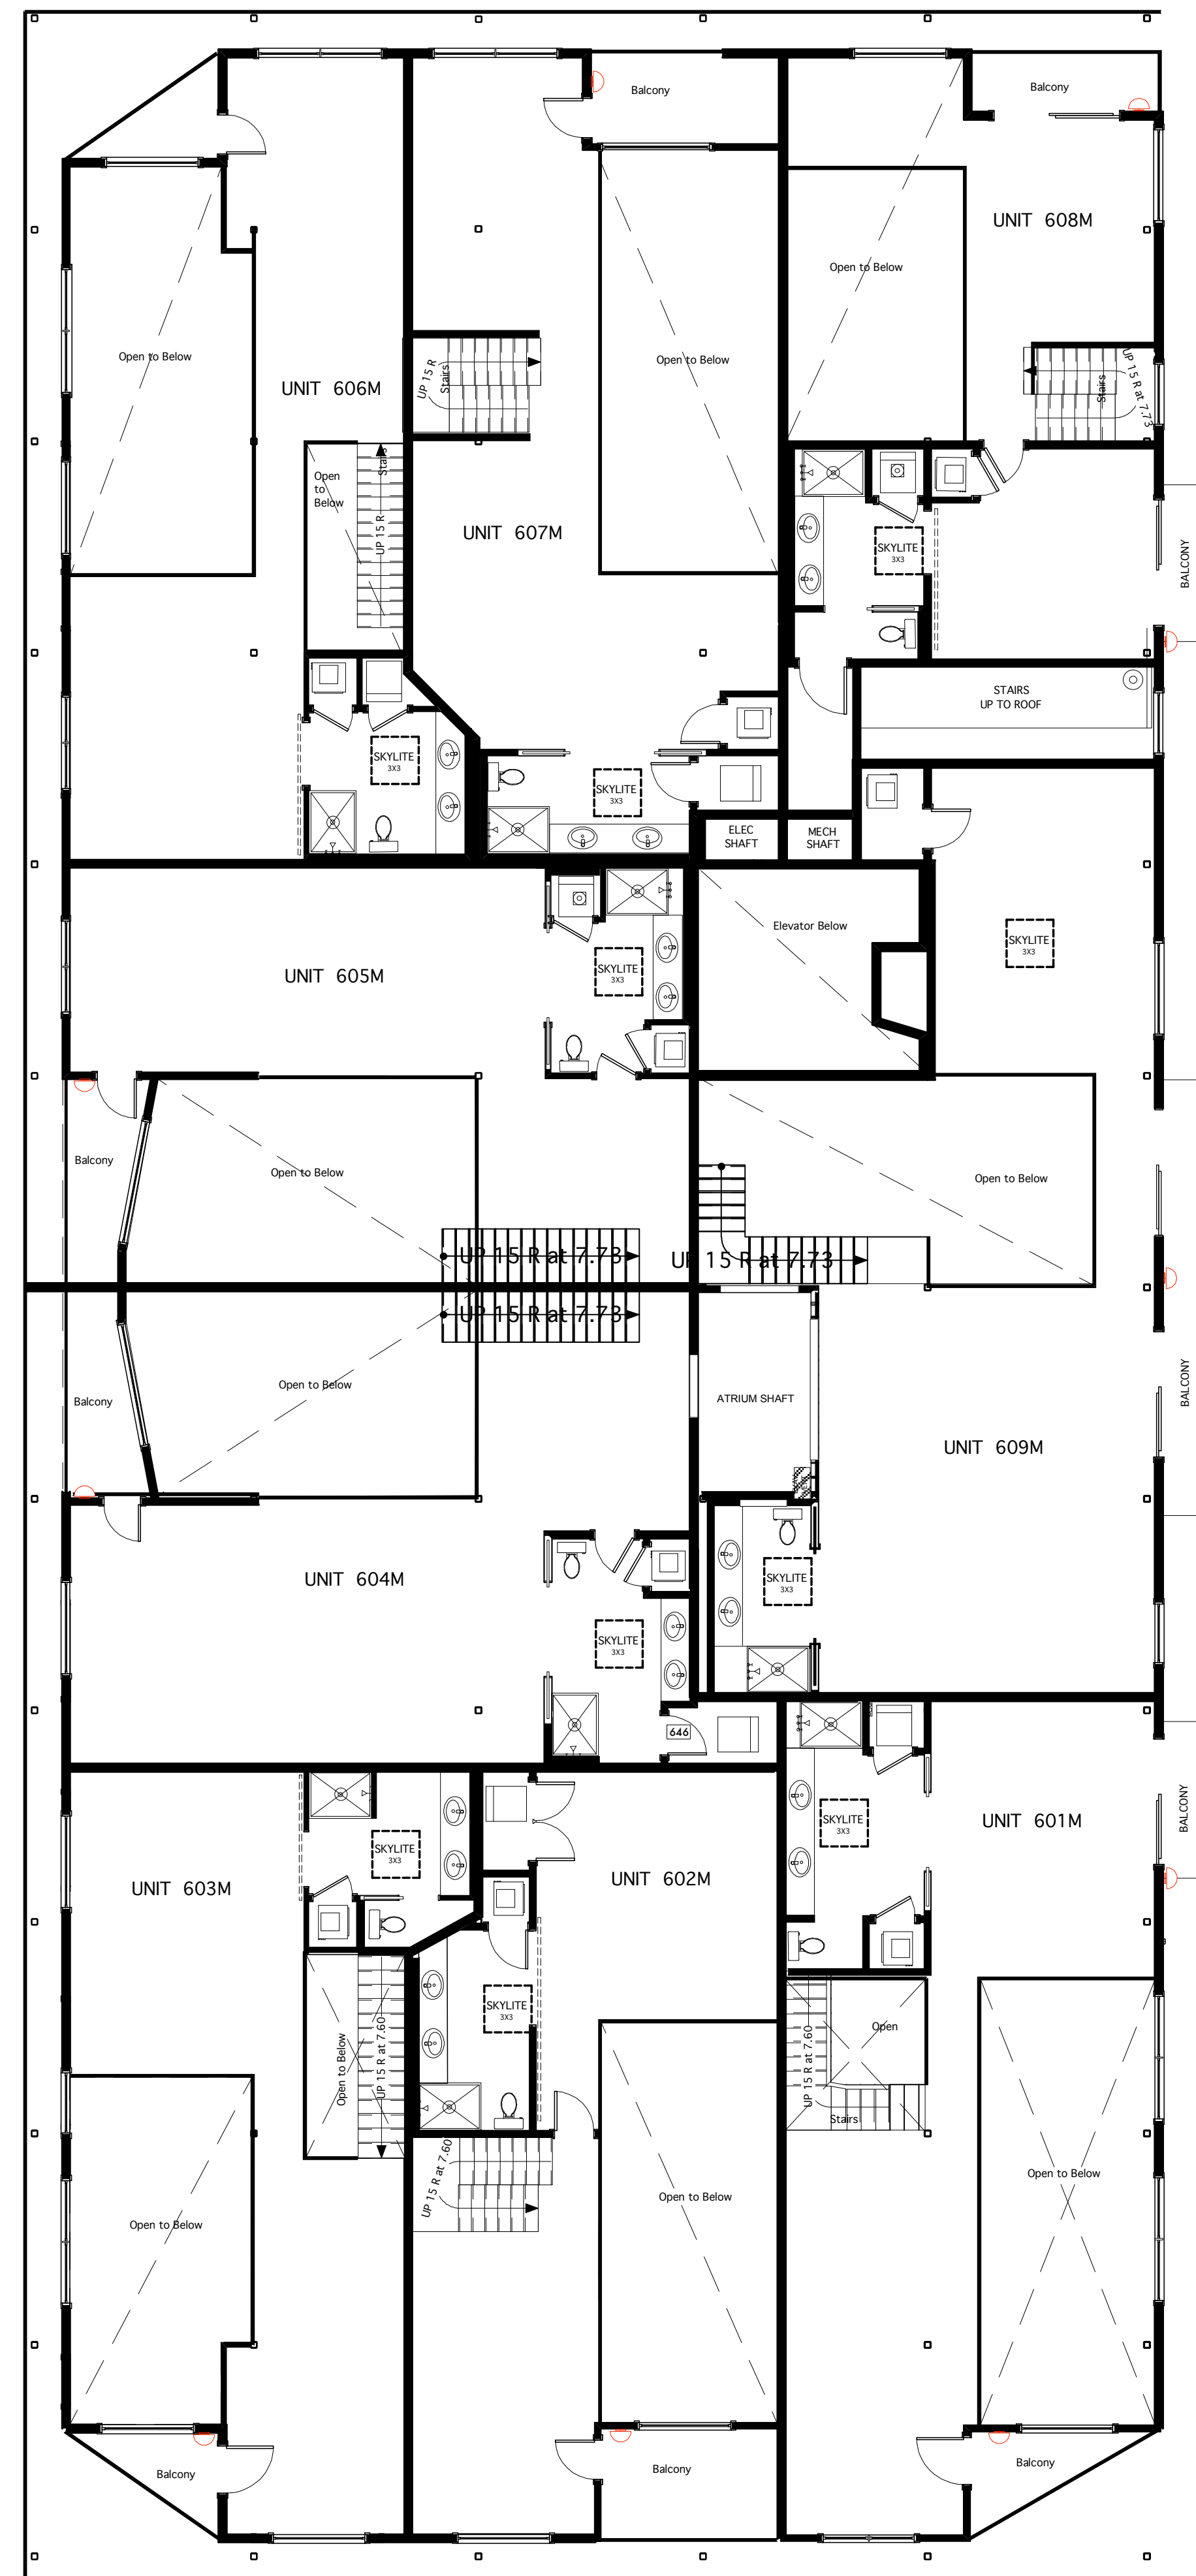 Balcony
Balcony
UNIT 608M
Open to Below
Open to Below
Open to Below
UNIT 606M
UP 15 R
Stairs
Stairs
UP 15 R at 7.73
Open
to
Below
Stairs
UP 15 R
UNIT 607M
SKYLITE
3X3
BALCONY
STAIRS
UP TO ROOF
SKYLITE
3X3
SKYLITE
3X3
ELEC
SHAFT
MECH
SHAFT
Elevator Below
SKYLITE
3X3
UNIT 605M
SKYLITE
3X3
Balcony
Open to Below
Open to Below
UP 15 R at 7.73
UP 15 R at 7.73
UP 15 R at 7.73
Balcony
Open to Below
ATRIUM SHAFT
BALCONY
UNIT 609M
UNIT 604M
SKYLITE
3X3
SKYLITE
3X3
646
UNIT 603M
SKYLITE
3X3
UNIT 602M
SKYLITE
3X3
UNIT 601M
BALCONY
SKYLITE
3X3
Open to Below
UP 15 R at 7.60
Open
UP 15 R at 7.60
Stairs
UP 15 R at 7.60
Open to Below
Open to Below
Open to Below
Balcony
Balcony
Balcony